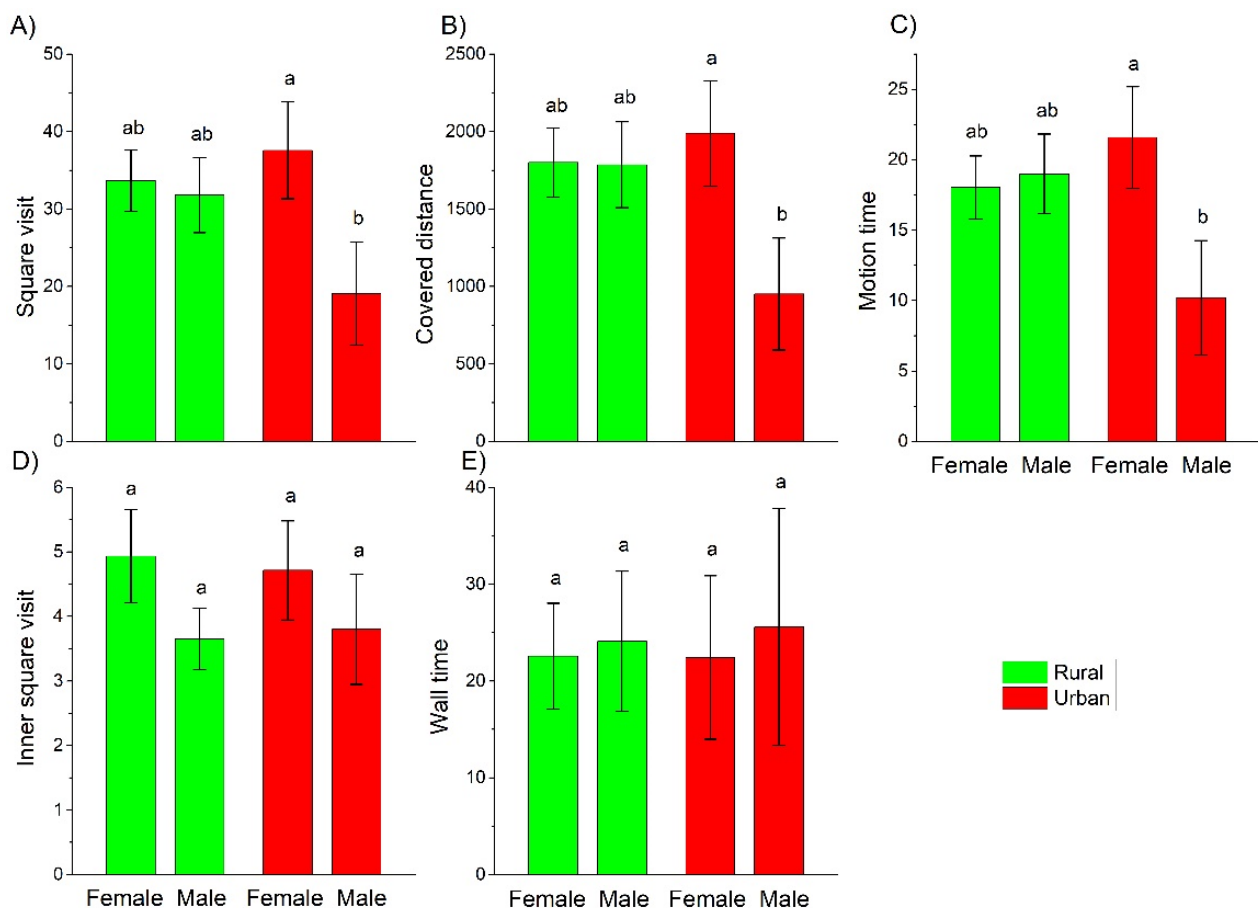 A)
50
40
30
20
10
0
Square visit
ab
ab
a
b
B)
2500
2000
1500
1000
500
0
Covered distance
ab
ab
a
b
C)
25
20
15
10
5
0
Motion time
ab
ab
a
b
Female Male Female Male
D)
6
5
4
3
2
1
0
Inner square visit
a
a
a
a
Female Male Female Male
E)
40
30
20
10
0
Wall time
a
a
a
a
Female Male Female Male
Rural
Urban